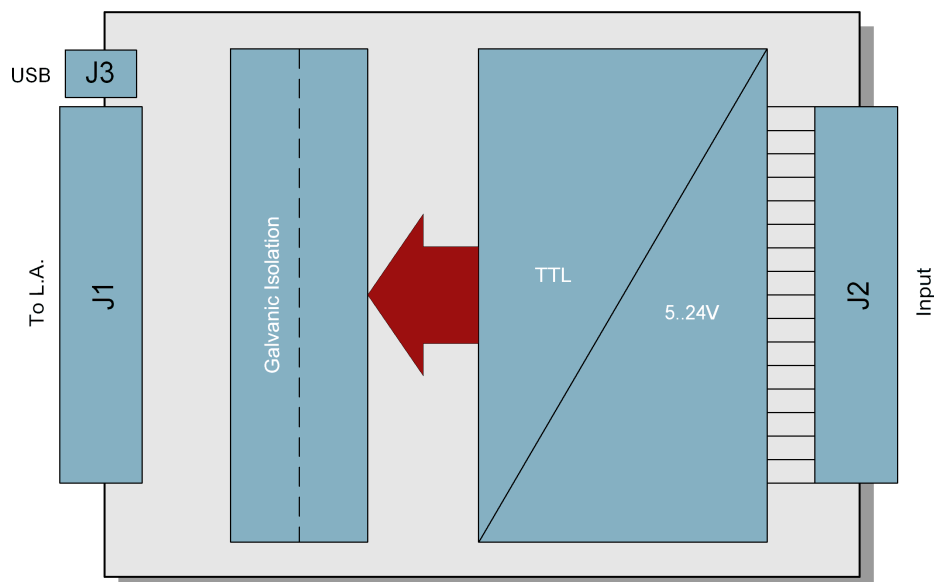 USB
J3
To L.A.
J1
Galvanic Isolation
TTL
5..24V
J2
Input